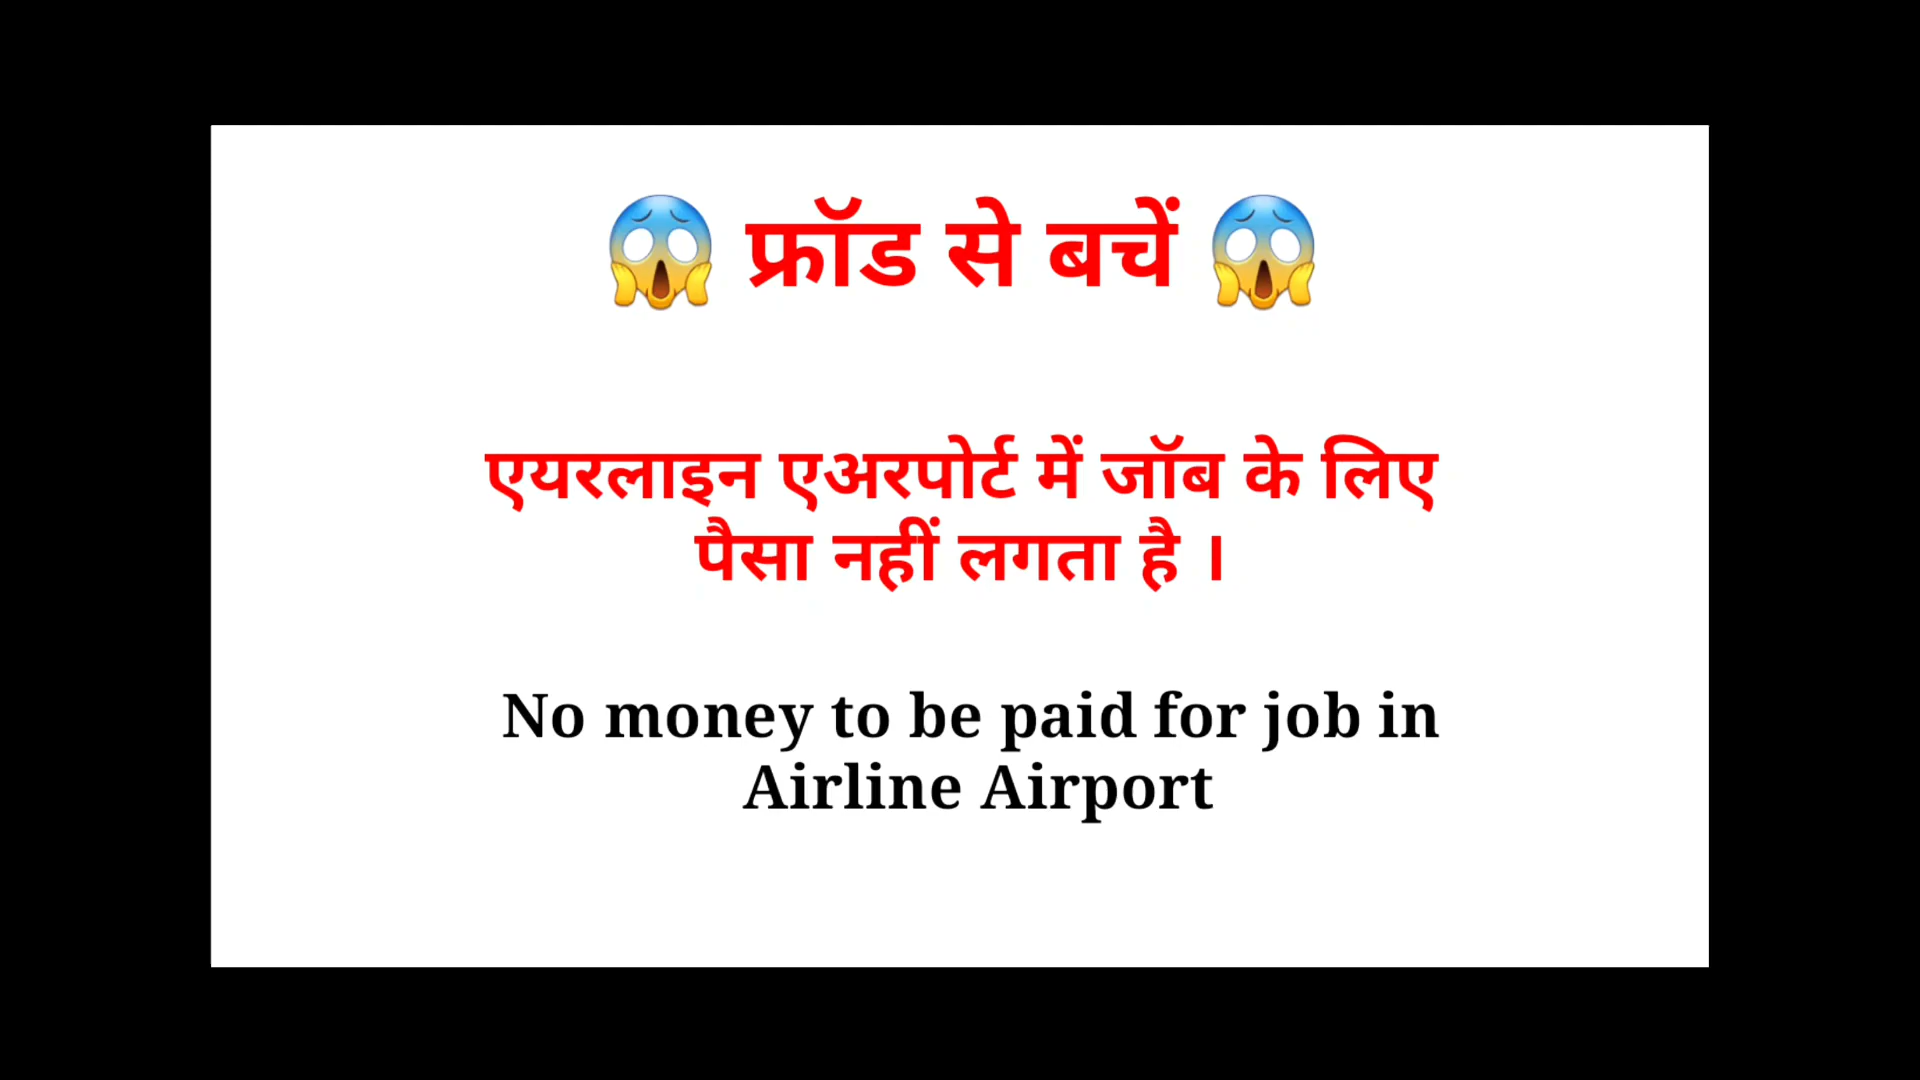 😱 फ्रॉड से बचें 😱
एयरलाइन एअरपोर्ट में जॉब के लिए
पैसा नहीं लगता है ।
No money to be paid for job in
Airline Airport